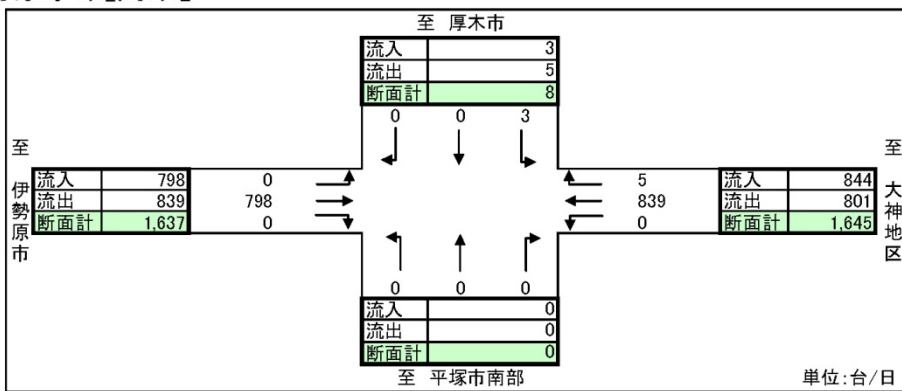 至 厚木市
流入 3
流出 5
断面計 8
0 0 3
至 伊勢原市
流入 798
流出 839
断面計 1,637
0
798
0
5
839
0
流入 844
流出 801
断面計 1,645
至 大神地区
0 0 0
流入 0
流出 0
断面計 0
至 平塚市南部
単位:台/日